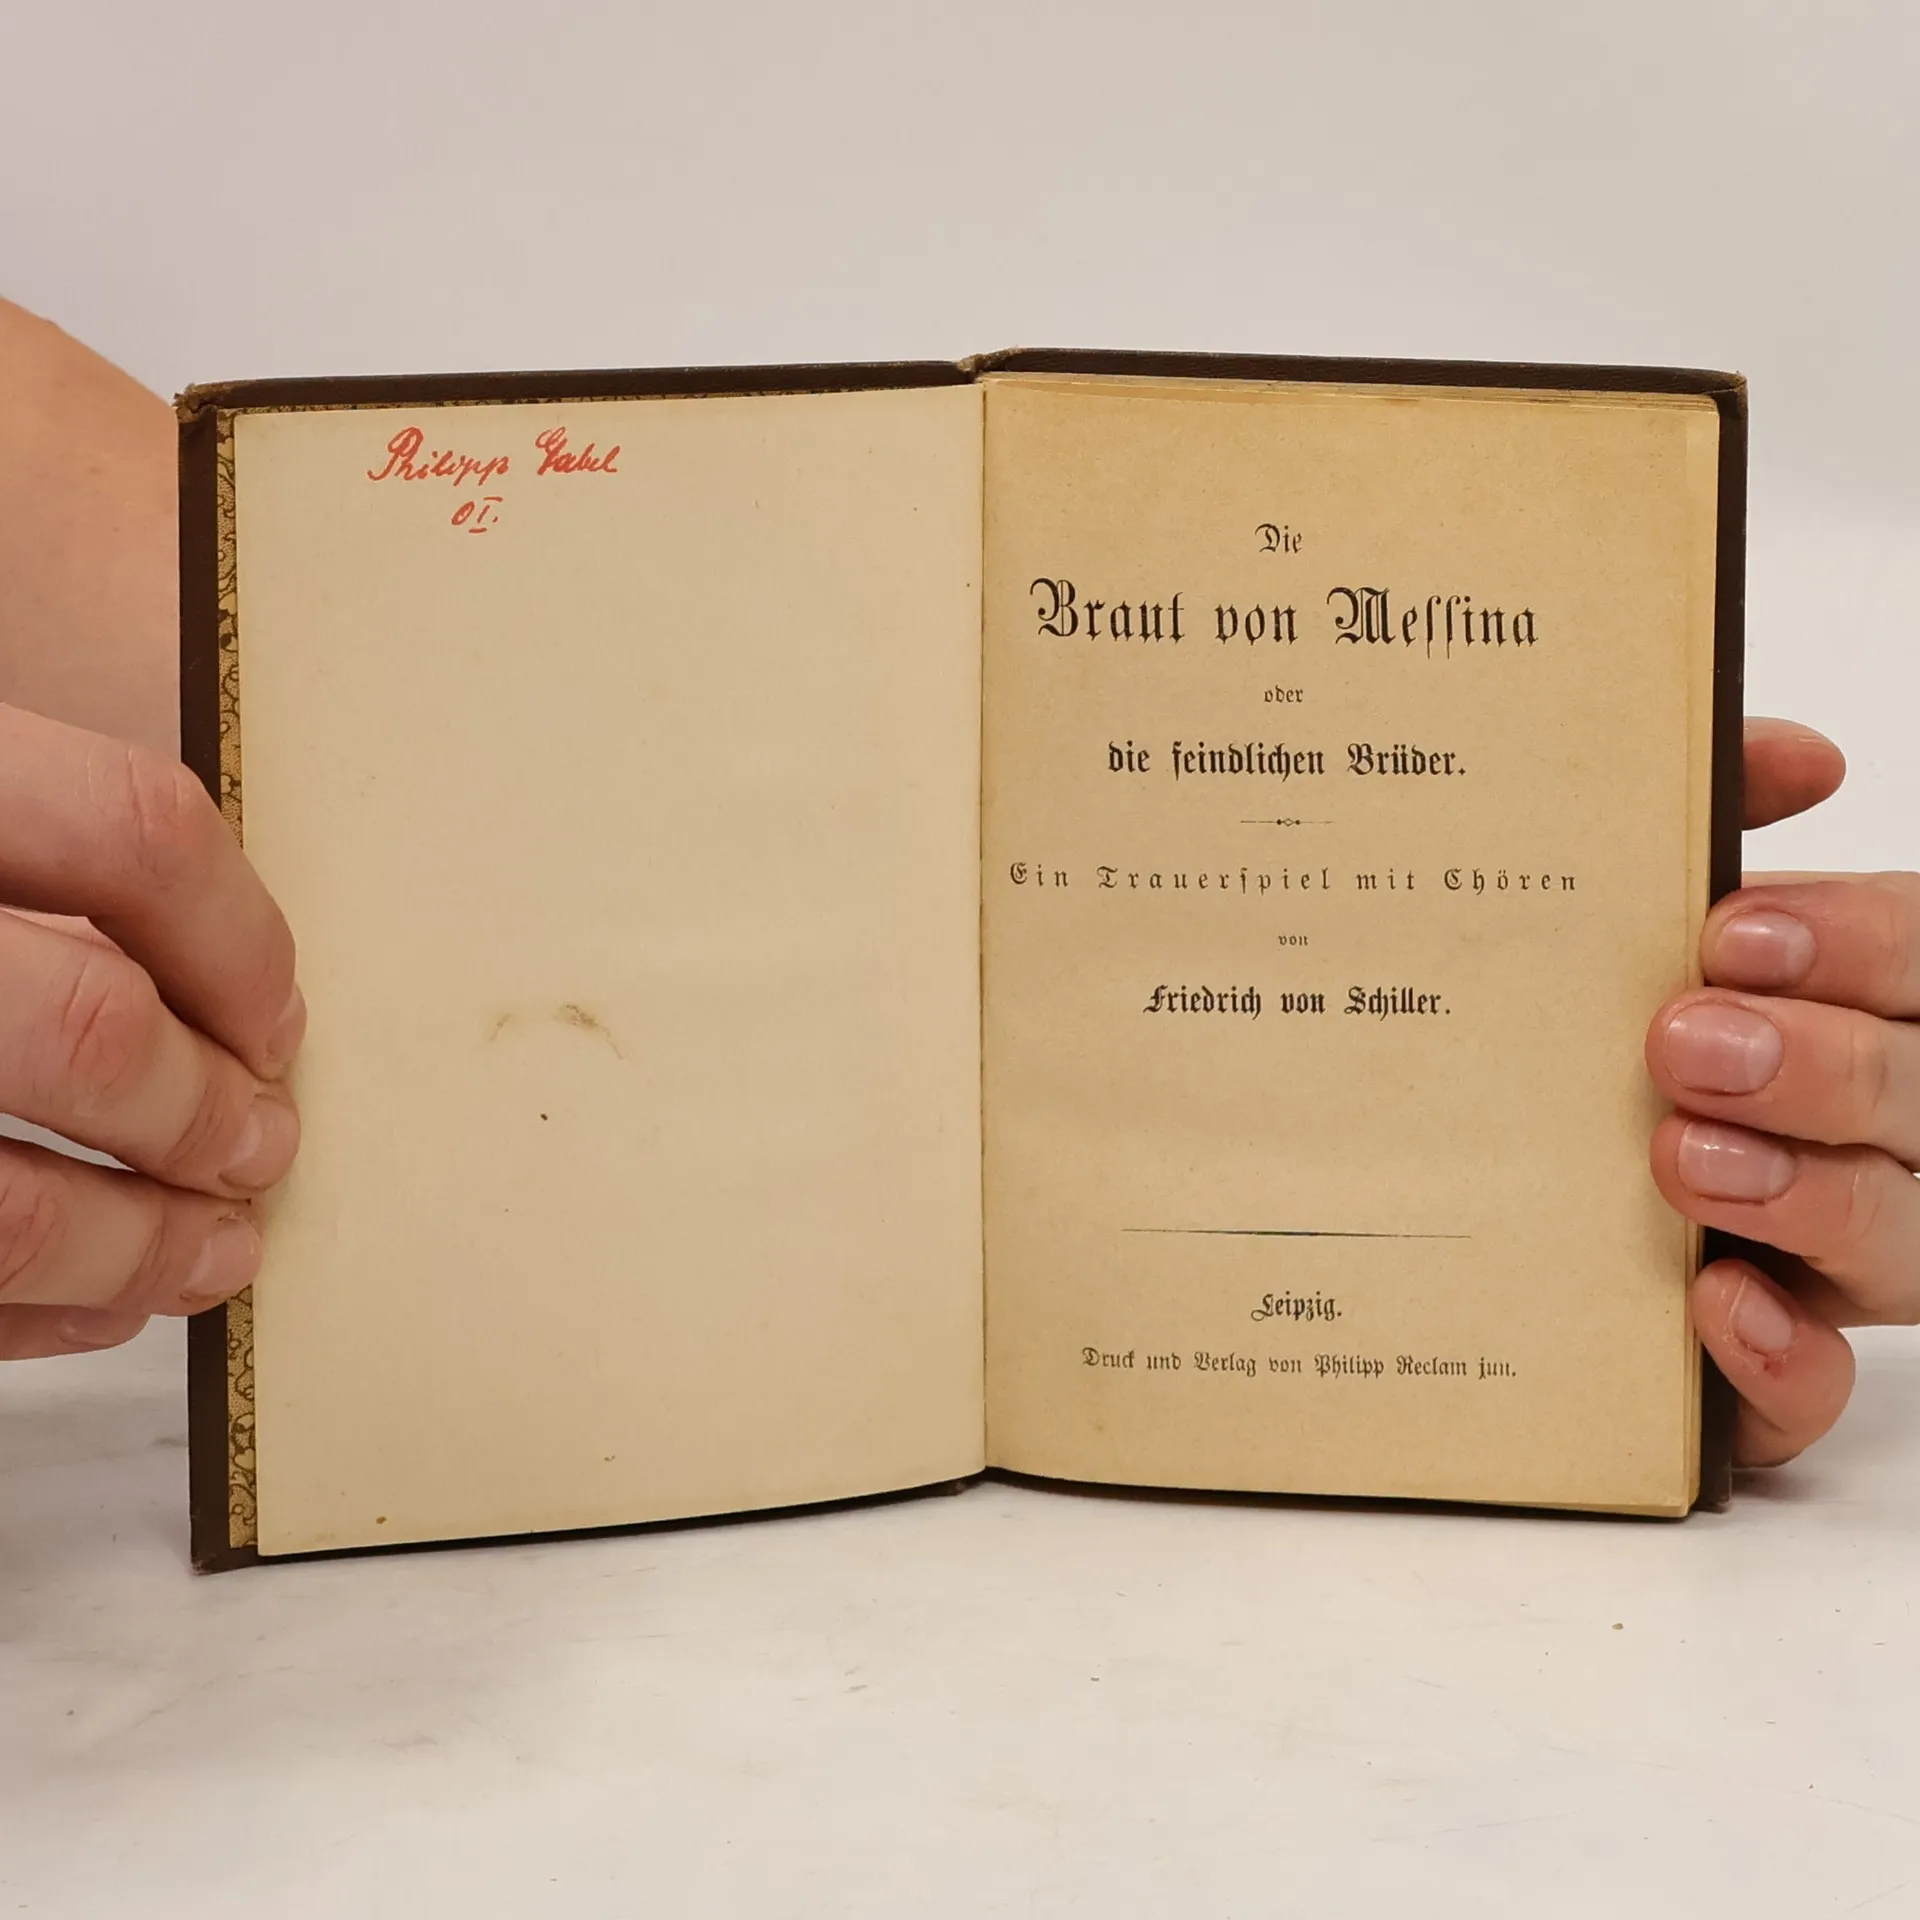 Philipp Gabel
OI.
Die
Braut von Meſſina
oder
die feindlichen Brüder.
Ein Trauerſpiel mit Chören
von
Friedrich von Schiller.
Leipzig.
Druck und Verlag von Philipp Reclam jun.